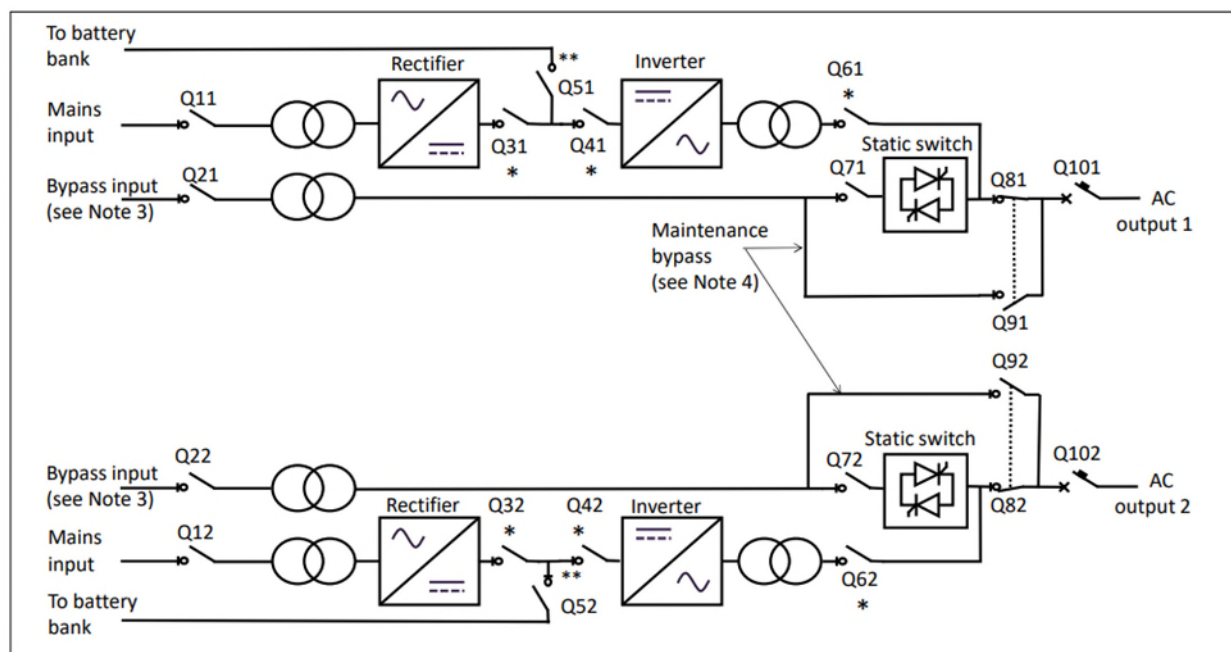 To battery
bank
Rectifier
**
Inverter
Q61
*
Q51
Q11
Mains
input
Q31
*
Q41
*
Static switch
Q71
Q81
Q101
Bypass input
(see Note 3)
Q21
AC
output 1
Maintenance
bypass
(see Note 4)
Q91
Q92
Static switch
Q72
Q102
Bypass input
(see Note 3)
Q22
AC
output 2
Q82
Rectifier
Q32
*
Q42
*
Inverter
Mains
input
Q12
**
Q52
Q62
*
To battery
bank